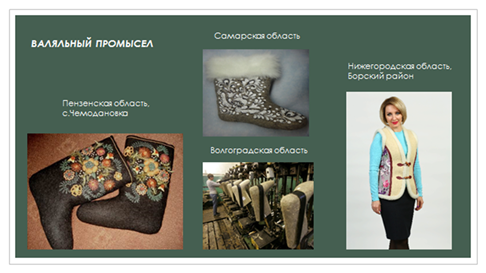 ВАЛЯЛЬНЫЙ ПРОМЫСЕЛ
Пензенская область,
с.Чемодановка
Самарская область
Волгоградская область
Нижегородская область,
Борский район